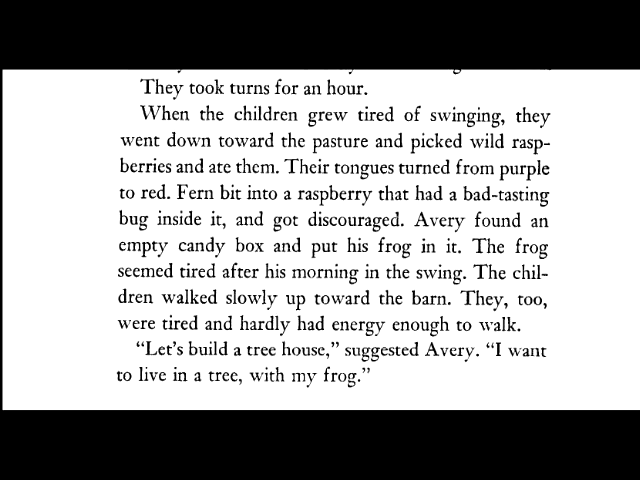 They took turns for an hour.
When the children grew tired of swinging, they
went down toward the pasture and picked wild rasp-
berries and ate them. Their tongues turned from purple
to red. Fern bit into a raspberry that had a bad-tasting
bug inside it, and got discouraged. Avery found an
empty candy box and put his frog in it. The frog
seemed tired after his morning in the swing. The chil-
dren walked slowly up toward the barn. They, too,
were tired and hardly had energy enough to walk.
“Let’s build a tree house,” suggested Avery. “I want
to live in a tree, with my frog.”